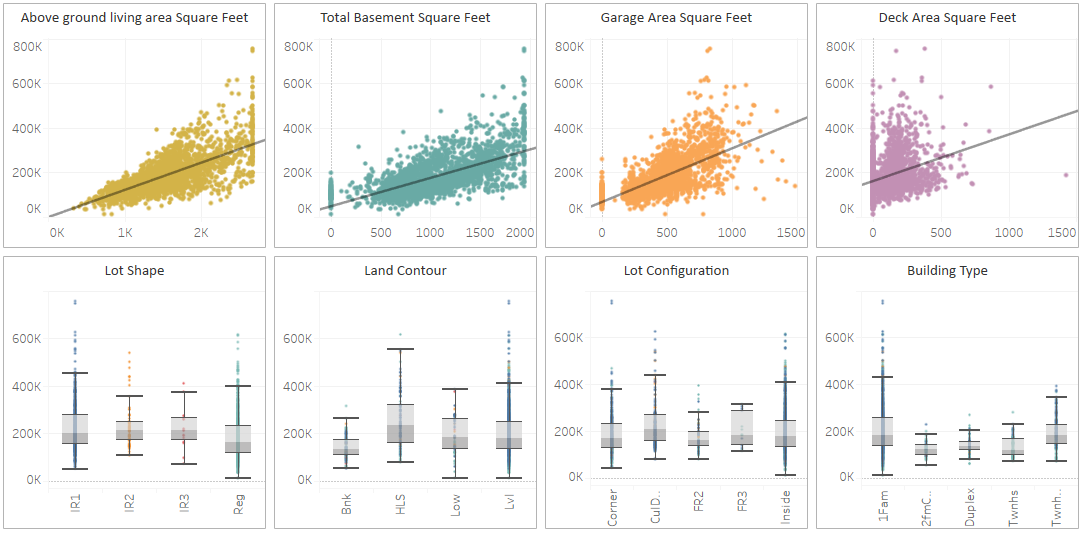 Above ground living area Square Feet
800K
600K
400K
200K
0K
0K 1K 2K
Total Basement Square Feet
800K
600K
400K
200K
0K
0 500 1000 1500 2000
Garage Area Square Feet
800K
600K
400K
200K
0K
0 500 1000 1500
Deck Area Square Feet
800K
600K
400K
200K
0K
0 500 1000 1500
Lot Shape
600K
400K
200K
0K
IR1 IR2 IR3 Reg
Land Contour
600K
400K
200K
0K
Bnk HLS Low Lvl
Lot Configuration
600K
400K
200K
0K
Corner CulD.. FR2 FR3 Inside
Building Type
600K
400K
200K
0K
1Fam 2fmC.. Duplex Twnhs Twnh..